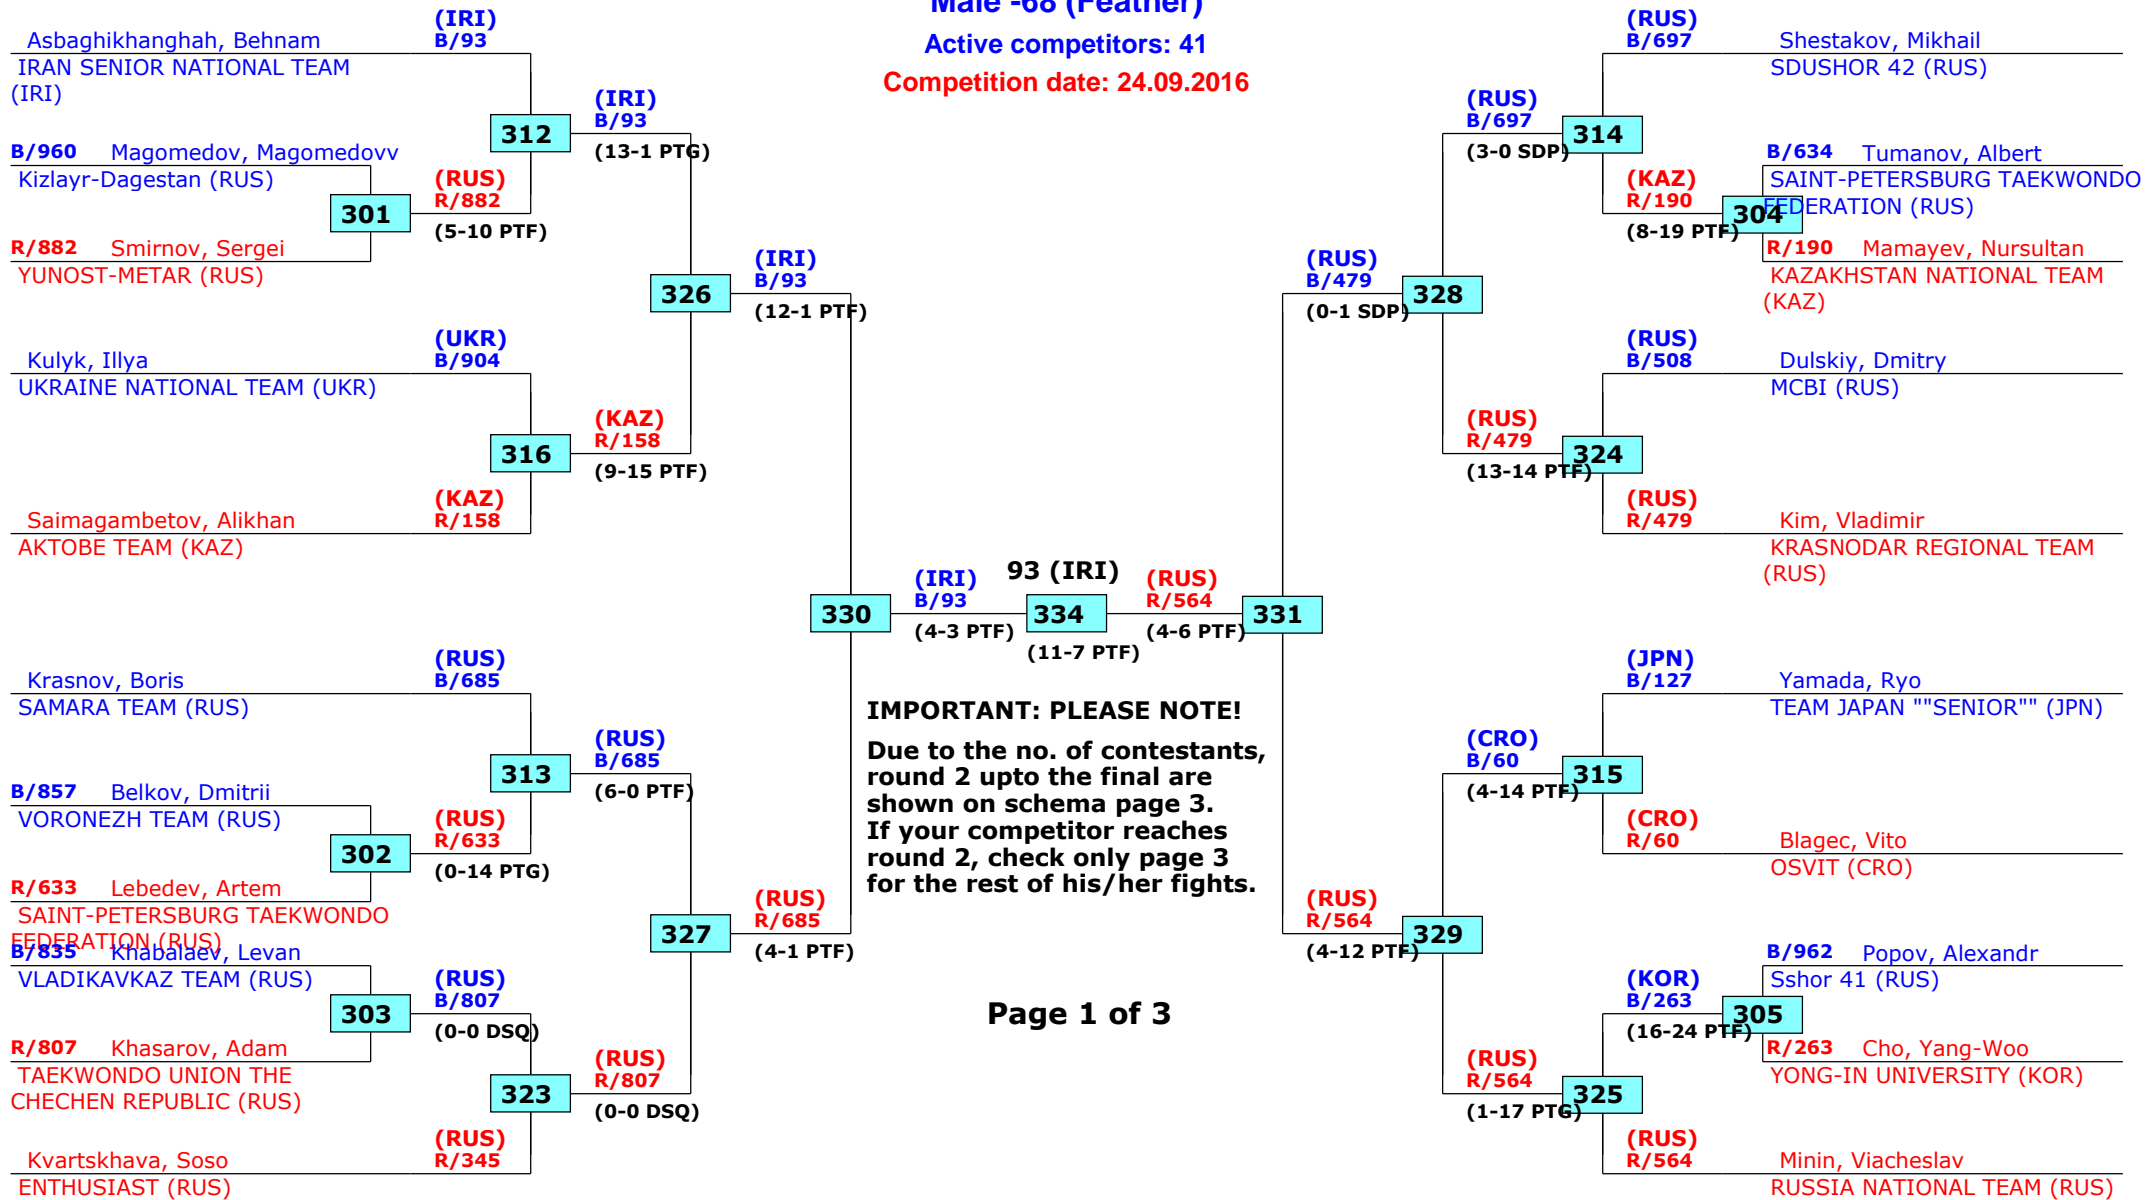 Male -68 (Feather)
Active competitors: 41
Competition date: 24.09.2016
(IRI)
Asbaghikhanghah, Behnam B/93
IRAN SENIOR NATIONAL TEAM
(IRI)
B/960 Magomedov, Magomedovv
Kizlayr-Dagestan (RUS)
301
R/882 Smirnov, Sergei
YUNOST-METAR (RUS)
(RUS)
R/882
(5-10 PTF)
312
(IRI)
B/93
(13-1 PTG)
(UKR)
Kulyk, Illya B/904
UKRAINE NATIONAL TEAM (UKR)
316
(KAZ)
Saimagambetov, Alikhan R/158
AKTOBE TEAM (KAZ)
(KAZ)
R/158
(9-15 PTF)
326
(IRI)
B/93
(12-1 PTF)
(RUS)
Krasnov, Boris B/685
SAMARA TEAM (RUS)
B/857 Belkov, Dmitrii
VORONEZH TEAM (RUS)
302
R/633 Lebedev, Artem
SAINT-PETERSBURG TAEKWONDO
FEDERATION (RUS)
(RUS)
R/633
(0-14 PTG)
313
(RUS)
B/685
(6-0 PTF)
B/835 Khabalaev, Levan
VLADIKAVKAZ TEAM (RUS)
303
R/807 Khasarov, Adam
TAEKWONDO UNION THE
CHECHEN REPUBLIC (RUS)
(RUS)
B/807
(0-0 DSQ)
323
(RUS)
Kvartskhava, Soso R/345
ENTHUSIAST (RUS)
(RUS)
R/807
(0-0 DSQ)
327
(RUS)
R/685
(4-1 PTF)
330
(IRI)
B/93
(4-3 PTF)
93 (IRI)
334
(11-7 PTF)
(RUS)
R/564
(4-6 PTF)
331
IMPORTANT: PLEASE NOTE!
Due to the no. of contestants,
round 2 upto the final are
shown on schema page 3.
If your competitor reaches
round 2, check only page 3
for the rest of his/her fights.
Page 1 of 3
(RUS)
B/697 Shestakov, Mikhail
SDUSHOR 42 (RUS)
(RUS)
B/697
(3-0 SDP)
314
B/634 Tumanov, Albert
SAINT-PETERSBURG TAEKWONDO
FEDERATION (RUS)
304
R/190 Mamayev, Nursultan
KAZAKHSTAN NATIONAL TEAM
(KAZ)
(KAZ)
R/190
(8-19 PTF)
(RUS)
B/479
(0-1 SDP)
328
(RUS)
B/508 Dulskiy, Dmitry
MCBI (RUS)
(RUS)
R/479
(13-14 PTF)
324
(RUS)
R/479 Kim, Vladimir
KRASNODAR REGIONAL TEAM
(RUS)
(JPN)
B/127 Yamada, Ryo
TEAM JAPAN ""SENIOR"" (JPN)
(CRO)
B/60
(4-14 PTF)
315
(CRO)
R/60 Blagec, Vito
OSVIT (CRO)
(RUS)
R/564
(4-12 PTF)
329
B/962 Popov, Alexandr
Sshor 41 (RUS)
(KOR)
B/263
(16-24 PTF)
305
R/263 Cho, Yang-Woo
YONG-IN UNIVERSITY (KOR)
(RUS)
R/564
(1-17 PTG)
325
(RUS)
R/564 Minin, Viacheslav
RUSSIA NATIONAL TEAM (RUS)